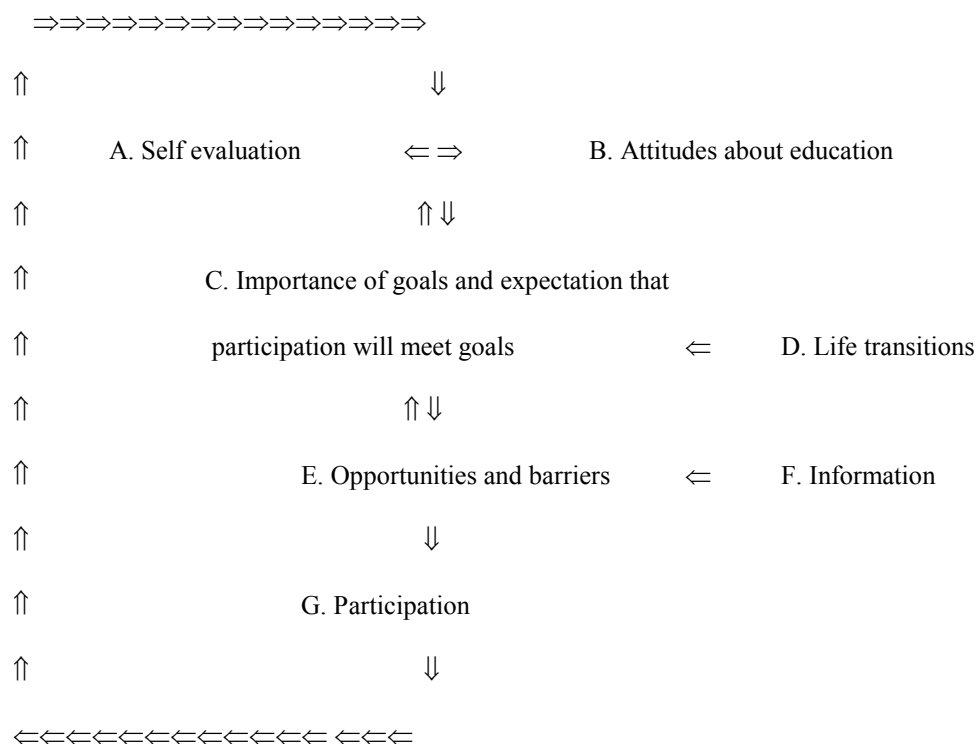 ⇒⇒⇒⇒⇒⇒⇒⇒⇒⇒⇒⇒⇒⇒⇒
⇑ ⇓
⇑ A. Self evaluation ⇐ ⇒ B. Attitudes about education
⇑ ⇑⇓
⇑ C. Importance of goals and expectation that
⇑ participation will meet goals ⇐ D. Life transitions
⇑ ⇑⇓
⇑ E. Opportunities and barriers ⇐ F. Information
⇑ ⇓
⇑ G. Participation
⇑ ⇓
⇐⇐⇐⇐⇐⇐⇐⇐⇐⇐⇐⇐ ⇐⇐⇐